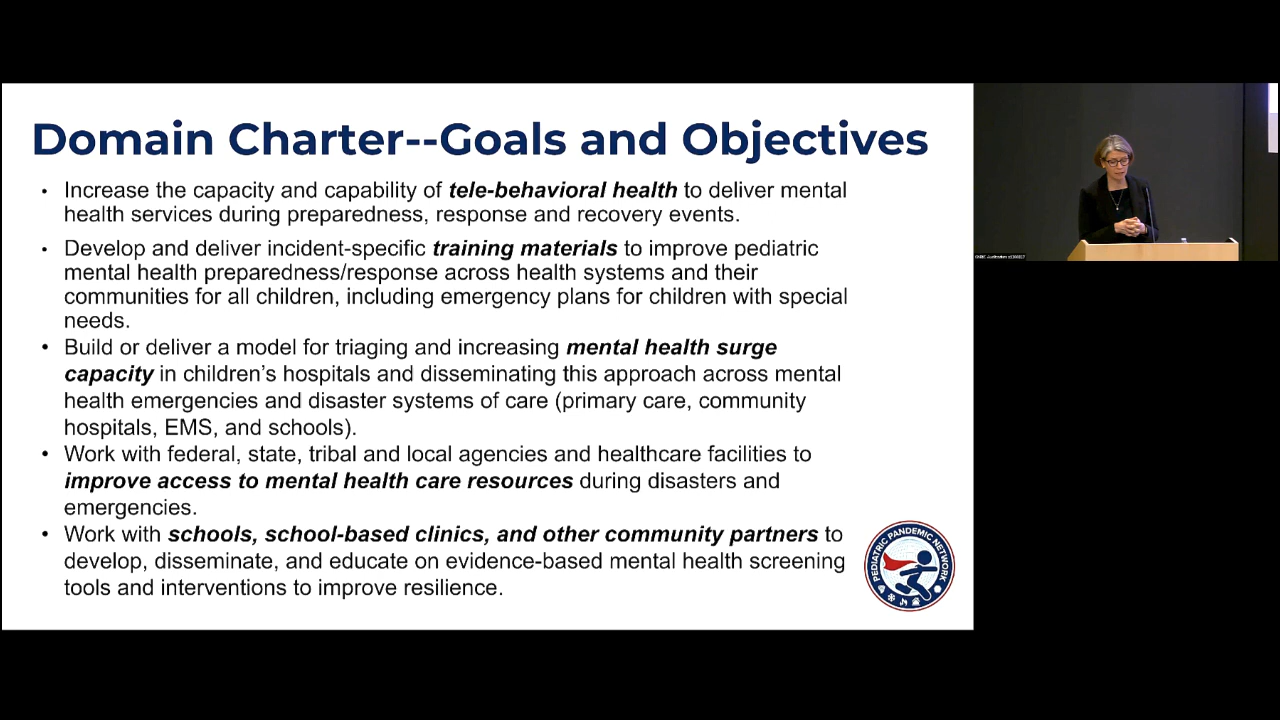 Domain Charter--Goals and Objectives
• Increase the capacity and capability of tele-behavioral health to deliver mental
health services during preparedness, response and recovery events.
• Develop and deliver incident-specific training materials to improve pediatric
mental health preparedness/response across health systems and their
communities for all children, including emergency plans for children with special
needs.
• Build or deliver a model for triaging and increasing mental health surge
capacity in children's hospitals and disseminating this approach across mental
health emergencies and disaster systems of care (primary care, community
hospitals, EMS, and schools).
• Work with federal, state, tribal and local agencies and healthcare facilities to
improve access to mental health care resources during disasters and
emergencies.
• Work with schools, school-based clinics, and other community partners to
develop, disseminate, and educate on evidence-based mental health screening
tools and interventions to improve resilience.
PEDIATRIC PANDEMIC NETWORK